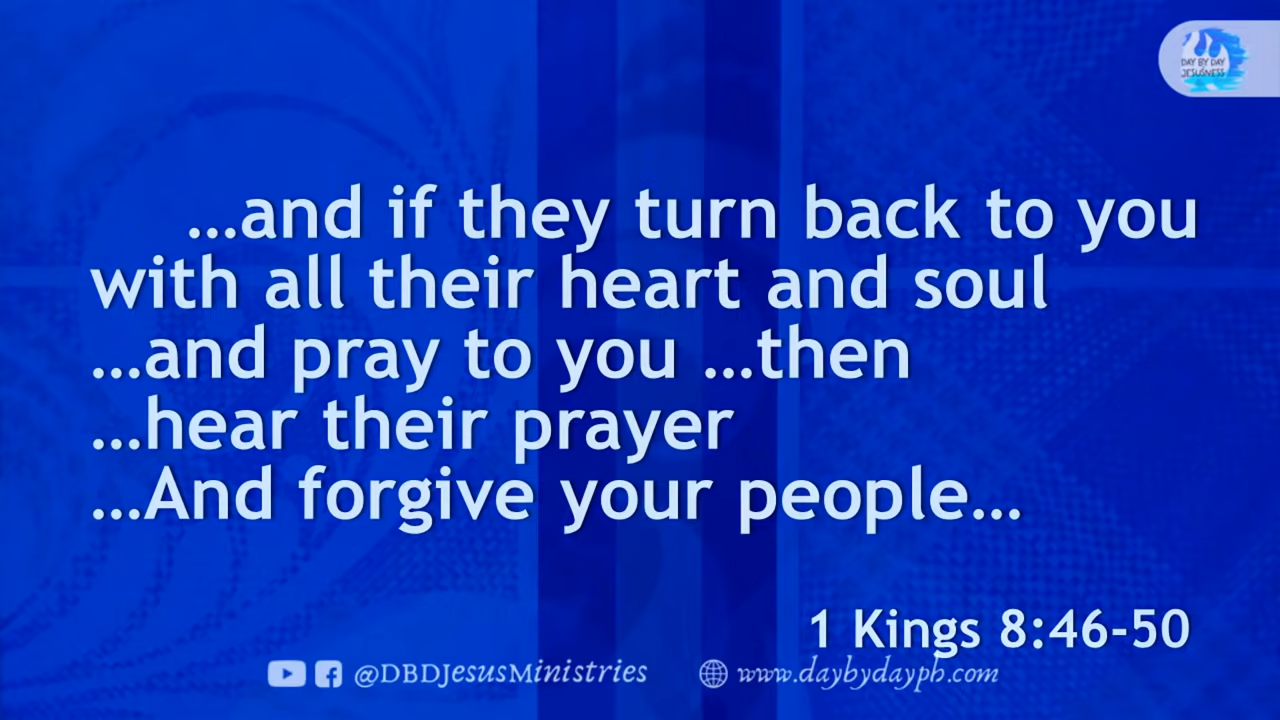 DAY BY DAY
JESUSNESS
...and if they turn back to you
with all their heart and soul
...and pray to you ...then
...hear their prayer
...And forgive your people...
1 Kings 8:46-50
@DBDJesusMinistries
www.daybydayph.com